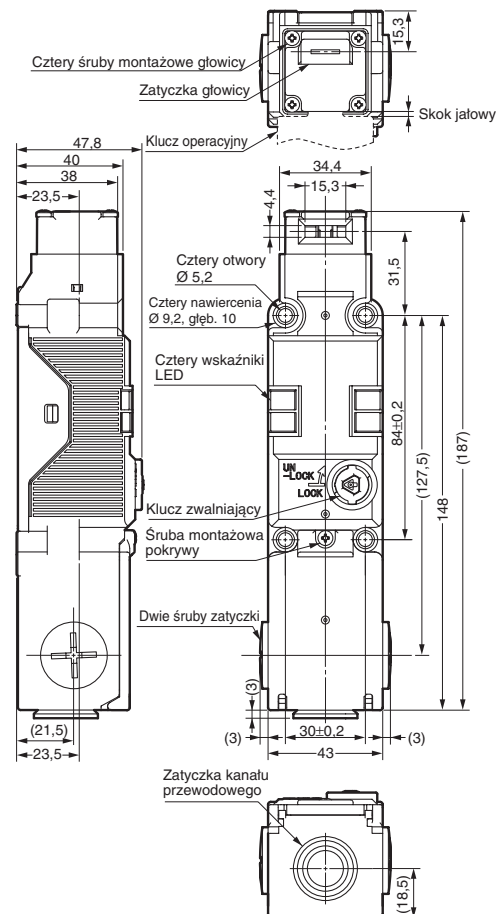 15,3
Cztery śruby montażowe głowicy
Zatyczka głowicy
Skok jałowy
Klucz operacyjny
47,8
40
38
23,5
34,4
15,3
4,4
31,5
Cztery otwory
Ø 5,2
Cztery nawiercenia
Ø 9,2, głęb. 10
Cztery wskaźniki
LED
84±0,2
(127,5)
148
(187)
UN
-LOCK
LOCK
Klucz zwalniający
Śruba montażowa
pokrywy
Dwie śruby zatyczki
(3)
(21,5)
23,5
(3)
30±0,2
(3)
43
Zatyczka kanału
przewodowego
(18,5)